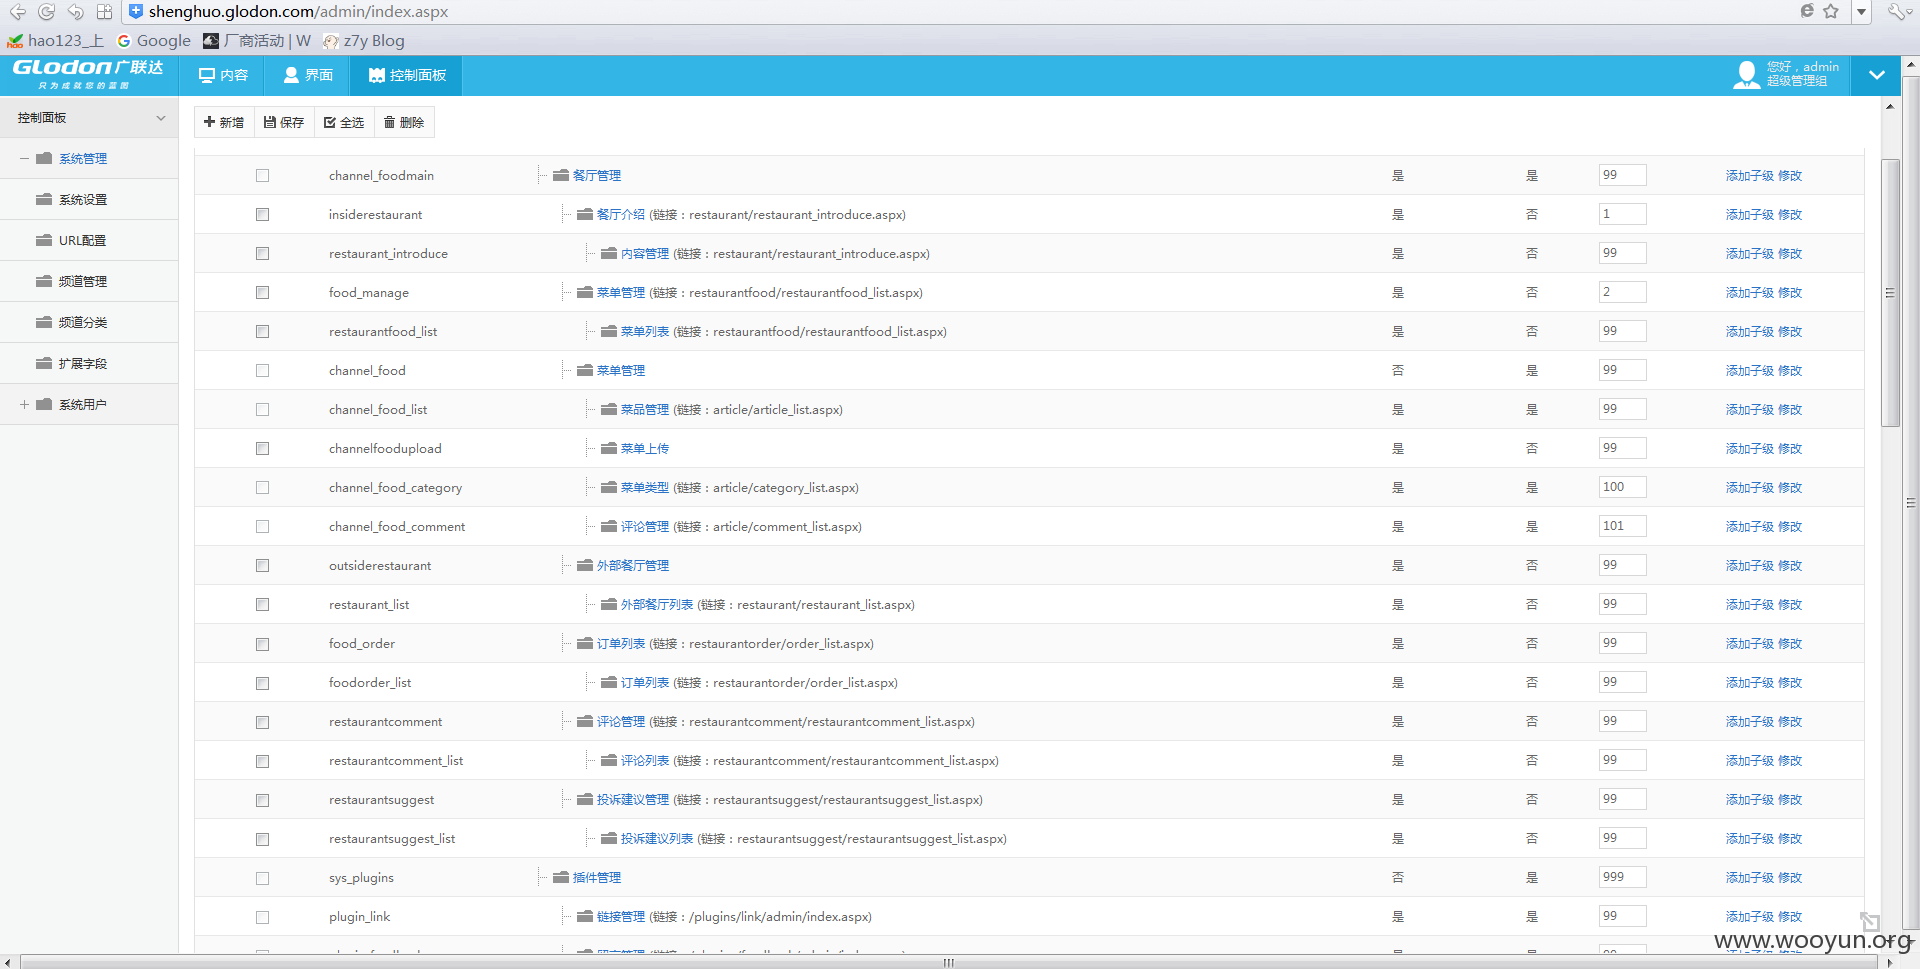 shenghuo.glodon.com/admin/index.aspx
hao123_上 Google 厂商活动 | W z7y Blog
GLODON广联达
只为成就您的蓝图
内容 界面 控制面板
您好，admin
超级管理组
控制面板
系统管理
系统设置
URL配置
频道管理
频道分类
扩展字段
系统用户
新增 保存 全选 删除
channel_foodmain 餐厅管理 是 是 99 添加子级 修改
insiderestaurant 餐厅介绍 (链接：restaurant/restaurant_introduce.aspx) 是 否 1 添加子级 修改
restaurant_introduce 内容管理 (链接：restaurant/restaurant_introduce.aspx) 是 否 99 添加子级 修改
food_manage 菜单管理 (链接：restaurantfood/restaurantfood_list.aspx) 是 否 2 添加子级 修改
restaurantfood_list 菜单列表 (链接：restaurantfood/restaurantfood_list.aspx) 是 否 99 添加子级 修改
channel_food 菜单管理 否 是 99 添加子级 修改
channel_food_list 菜品管理 (链接：article/article_list.aspx) 是 是 99 添加子级 修改
channelfoodupload 菜单上传 是 否 99 添加子级 修改
channel_food_category 菜单类型 (链接：article/category_list.aspx) 是 是 100 添加子级 修改
channel_food_comment 评论管理 (链接：article/comment_list.aspx) 是 是 101 添加子级 修改
outsiderestaurant 外部餐厅管理 是 否 99 添加子级 修改
restaurant_list 外部餐厅列表 (链接：restaurant/restaurant_list.aspx) 是 否 99 添加子级 修改
food_order 订单列表 (链接：restaurantorder/order_list.aspx) 是 否 99 添加子级 修改
foodorder_list 订单列表 (链接：restaurantorder/order_list.aspx) 是 否 99 添加子级 修改
restaurantcomment 评论管理 (链接：restaurantcomment/restaurantcomment_list.aspx) 是 否 99 添加子级 修改
restaurantcomment_list 评论列表 (链接：restaurantcomment/restaurantcomment_list.aspx) 是 否 99 添加子级 修改
restaurantsuggest 投诉建议管理 (链接：restaurantsuggest/restaurantsuggest_list.aspx) 是 否 99 添加子级 修改
restaurantsuggest_list 投诉建议列表 (链接：restaurantsuggest/restaurantsuggest_list.aspx) 是 否 99 添加子级 修改
sys_plugins 插件管理 否 是 999 添加子级 修改
plugin_link 链接管理 (链接：/plugins/link/admin/index.aspx) 是 是 99 添加子级 修改
www.wooyun.org